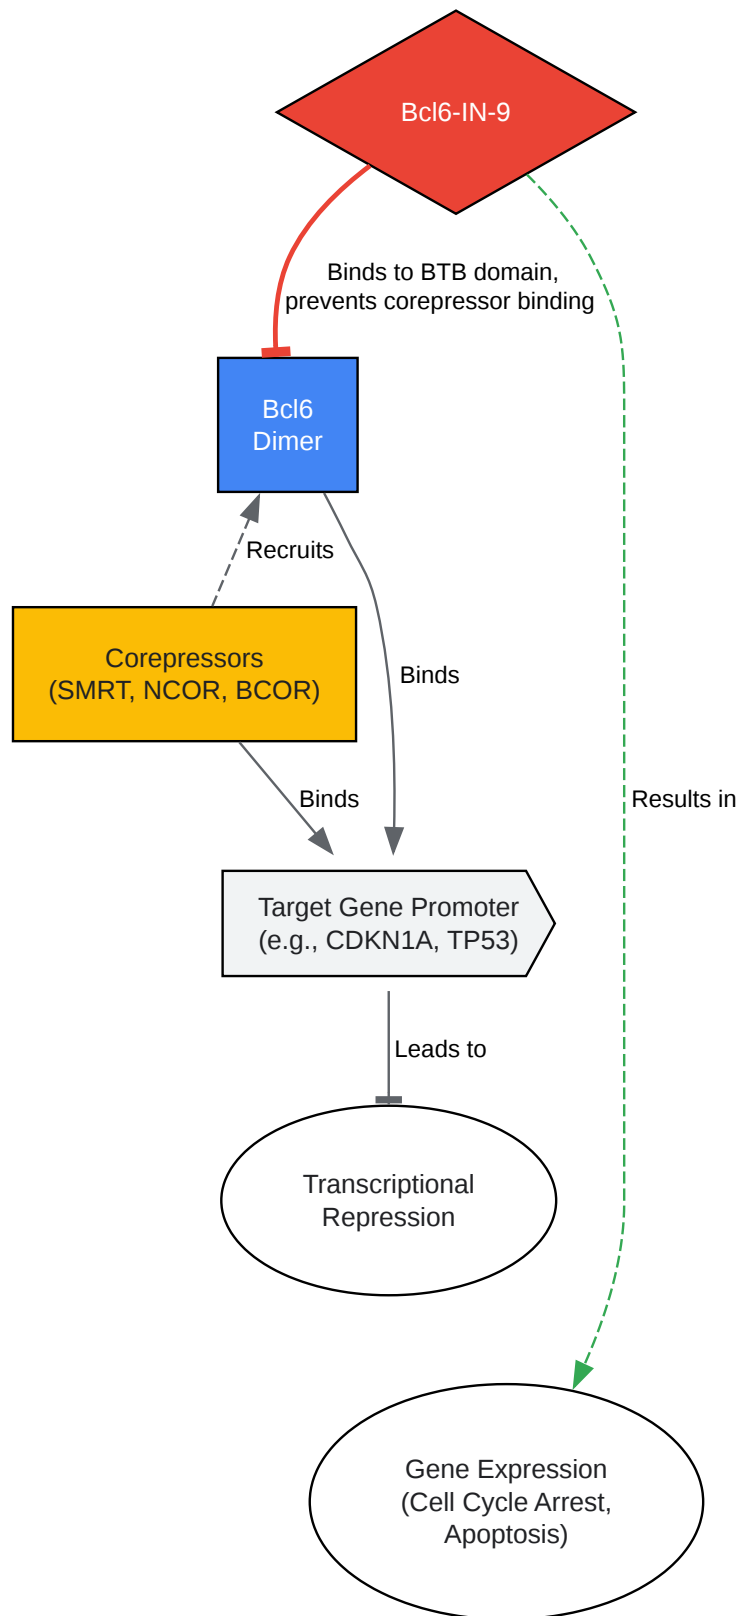 Bcl6-IN-9
Binds to BTB domain,
prevents corepressor binding
Bcl6
Dimer
Recruits
Corepressors
(SMRT, NCOR, BCOR)
Binds
Binds
Results in
Target Gene Promoter
(e.g., CDKN1A, TP53)
Leads to
Transcriptional
Repression
Gene Expression
(Cell Cycle Arrest,
Apoptosis)